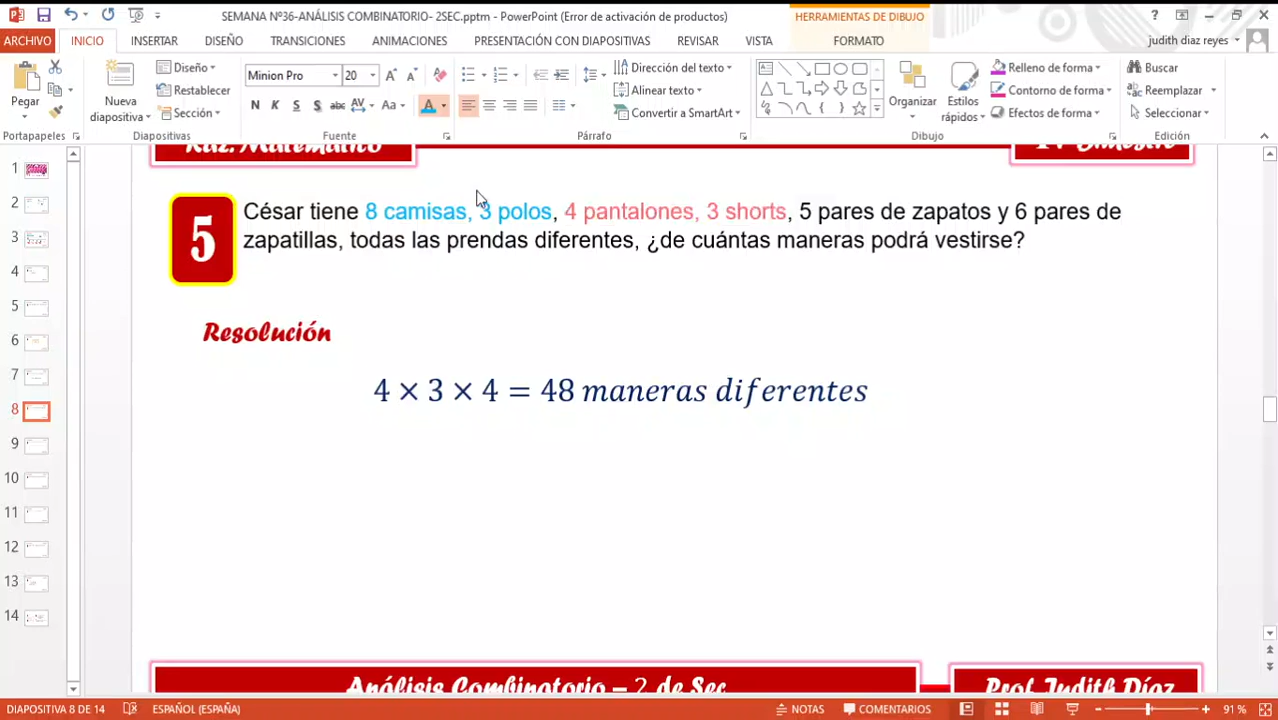 SEMANA Nº36-ANÁLISIS COMBINATORIO- 2SEC.pptm - PowerPoint (Error de activación de productos)
HERRAMIENTAS DE DIBUJO
ARCHIVO INICIO INSERTAR DISEÑO TRANSICIONES ANIMACIONES PRESENTACIÓN CON DIAPOSITIVAS REVISAR VISTA FORMATO
judith diaz reyes
Pegar
Nueva diapositiva
Diseño
Restablecer
Sección
Minion Pro 20
N K S S abc AV Aa A
Dirección del texto
Alinear texto
Convertir a SmartArt
Organizar
Estilos rápidos
Relleno de forma
Contorno de forma
Efectos de forma
Buscar
Reemplazar
Seleccionar
Portapapeles Diapositivas Fuente Párrafo Dibujo Edición
Raz. Matemático
IV Bimestre
5
César tiene 8 camisas, 3 polos, 4 pantalones, 3 shorts, 5 pares de zapatos y 6 pares de
zapatillas, todas las prendas diferentes, ¿de cuántas maneras podrá vestirse?
Resolución
4 × 3 × 4 = 48 maneras diferentes
Análisis Combinatorio – 2 de Sec
Prof. Judith Díaz
1
2
3
4
5
6
7
8
9
10
11
12
13
14
DIAPOSITIVA 8 DE 14 ESPAÑOL (ESPAÑA) NOTAS COMENTARIOS 91 %